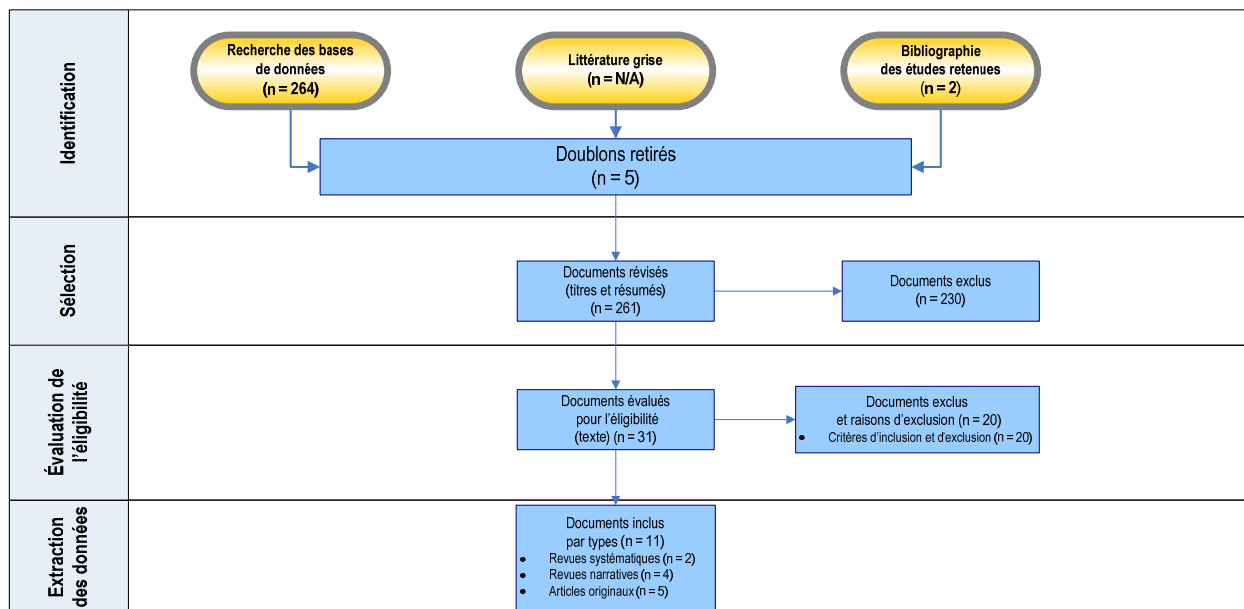 Identification
Recherche des bases
de données
(n = 264)
Littérature grise
(n = N/A)
Bibliographie
des études retenues
(n = 2)
Doublons retirés
(n = 5)
Sélection
Documents révisés
(titres et résumés)
(n = 261)
Documents exclus
(n = 230)
Évaluation de
l'éligibilité
Documents évalués
pour l'éligibilité
(texte) (n = 31)
Documents exclus
et raisons d'exclusion (n = 20)
• Critères d'inclusion et d'exclusion (n = 20)
Extraction
des données
Documents inclus
par types (n = 11)
• Revues systématiques (n = 2)
• Revues narratives (n = 4)
• Articles originaux (n = 5)